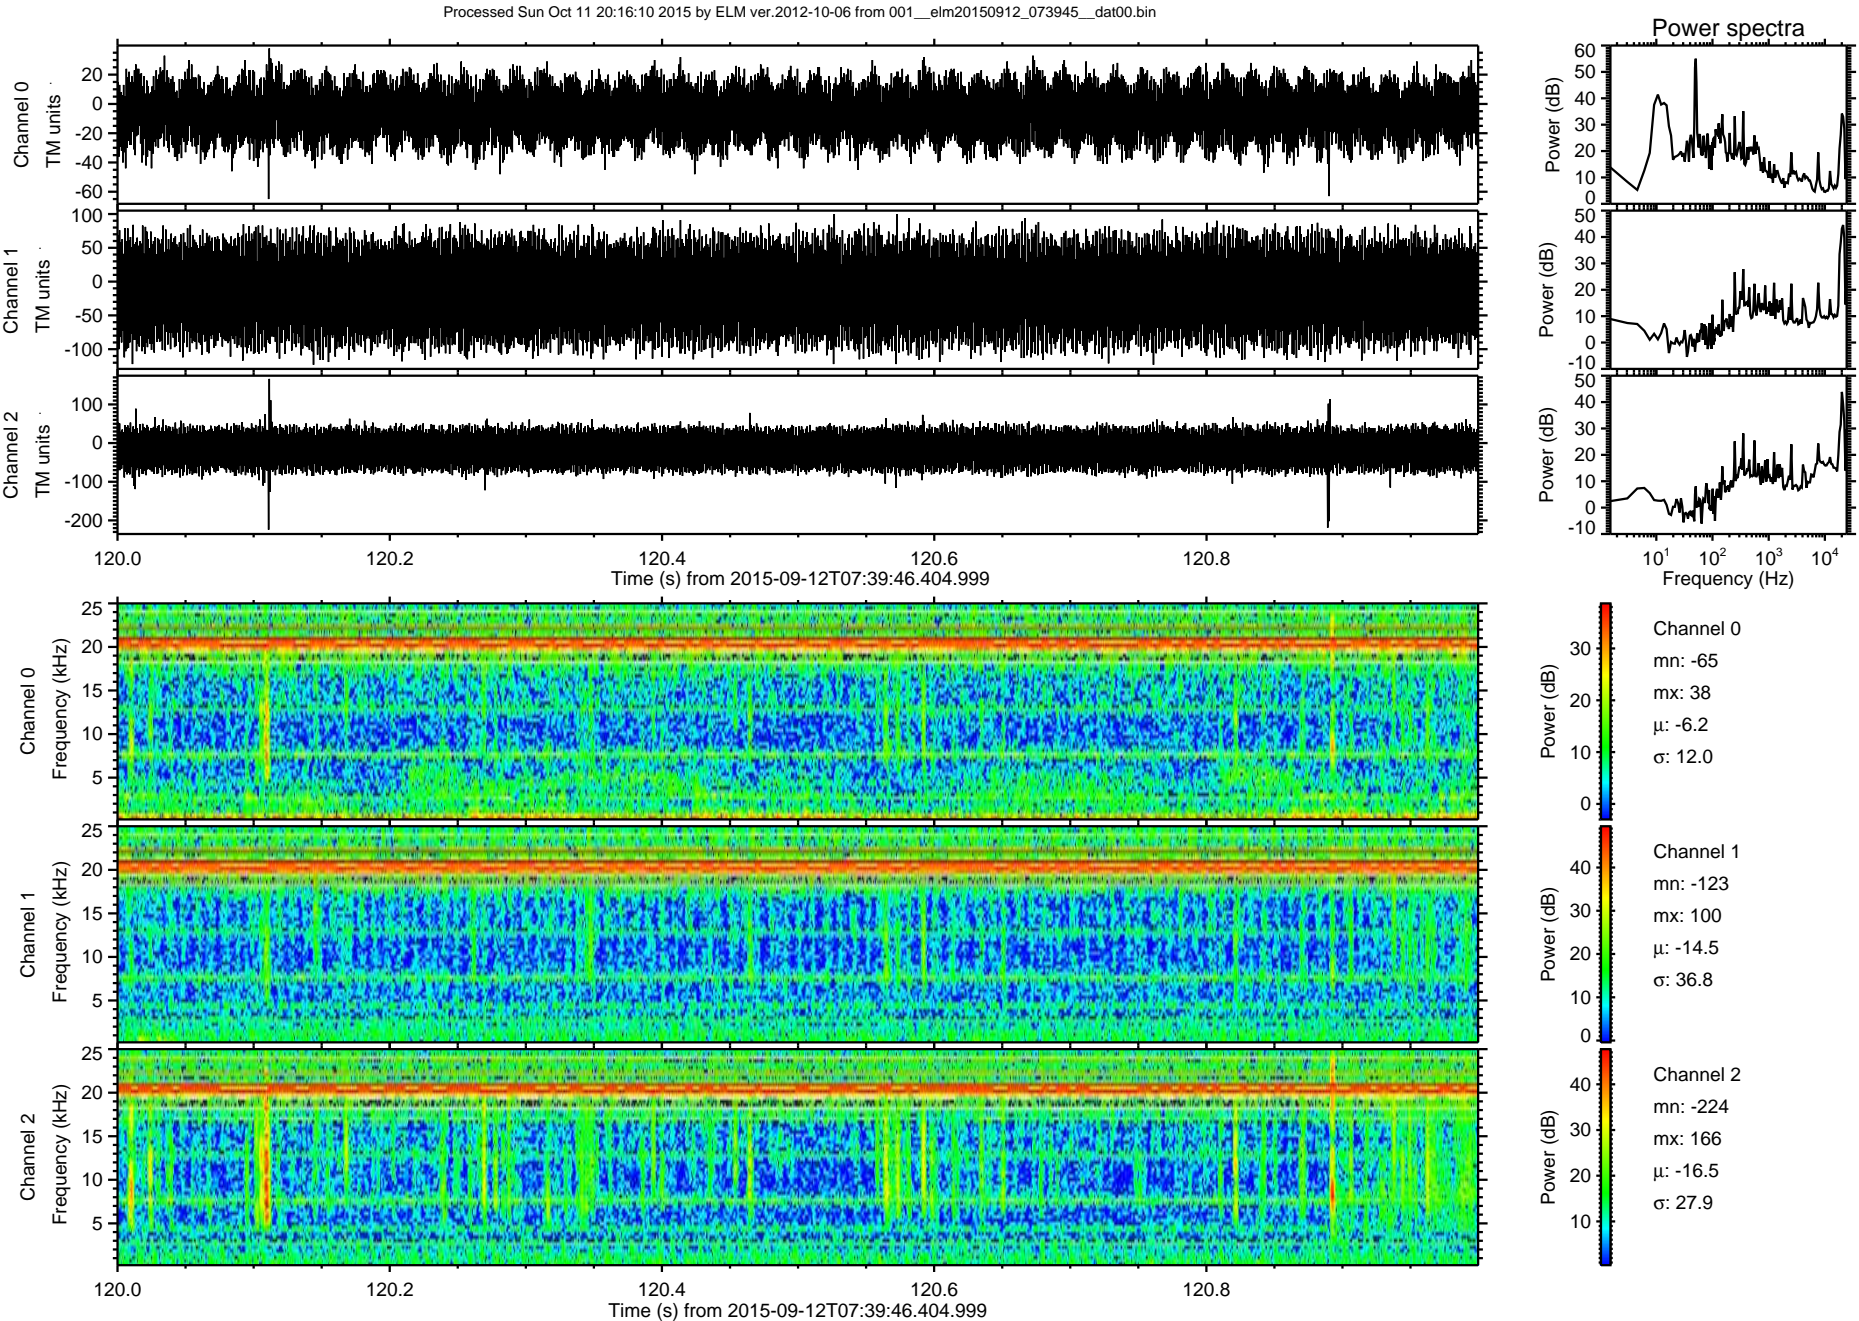 Processed Sun Oct 11 20:16:10 2015 by ELM ver.2012-10-06 from 001__elm20150912_073945__dat00.bin
Power spectra
Channel 0
TM units
20
0
-20
-40
-60
Power (dB)
60
50
40
30
20
10
0
Channel 1
TM units
100
50
0
-50
-100
Power (dB)
50
40
30
20
10
0
-10
Channel 2
TM units
100
0
-100
-200
Power (dB)
50
40
30
20
10
0
-10
120.0 120.2 120.4 120.6 120.8
Time (s) from 2015-09-12T07:39:46.404.999
10¹ 10² 10³ 10⁴
Frequency (Hz)
Channel 0
Frequency (kHz)
25
20
15
10
5
Power (dB)
30
20
10
0
Channel 0
mn: -65
mx: 38
μ: -6.2
σ: 12.0
Channel 1
Frequency (kHz)
25
20
15
10
5
Power (dB)
40
30
20
10
0
Channel 1
mn: -123
mx: 100
μ: -14.5
σ: 36.8
Channel 2
Frequency (kHz)
25
20
15
10
5
Power (dB)
40
30
20
10
Channel 2
mn: -224
mx: 166
μ: -16.5
σ: 27.9
120.0 120.2 120.4 120.6 120.8
Time (s) from 2015-09-12T07:39:46.404.999